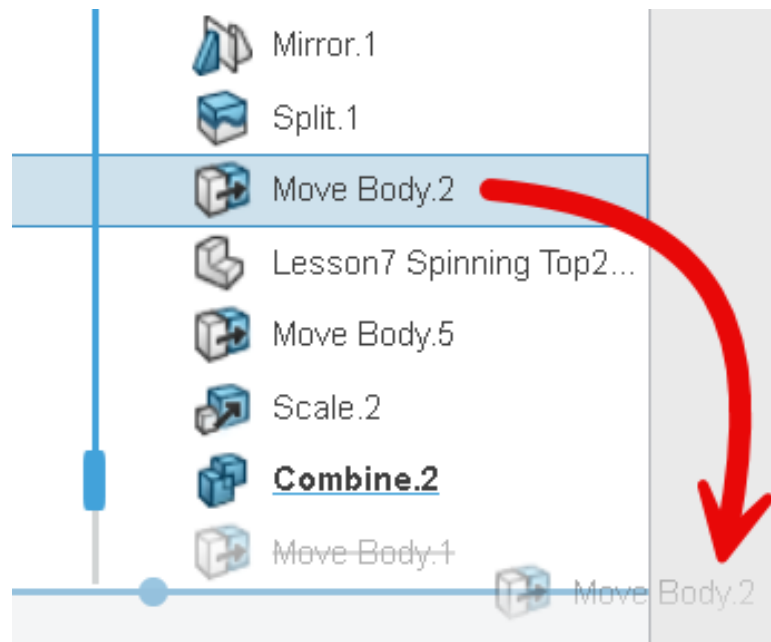 Mirror.1
Split.1
Move Body.2
Lesson7 Spinning Top2...
Move Body.5
Scale.2
Combine.2
Move Body.1
Move Body.2